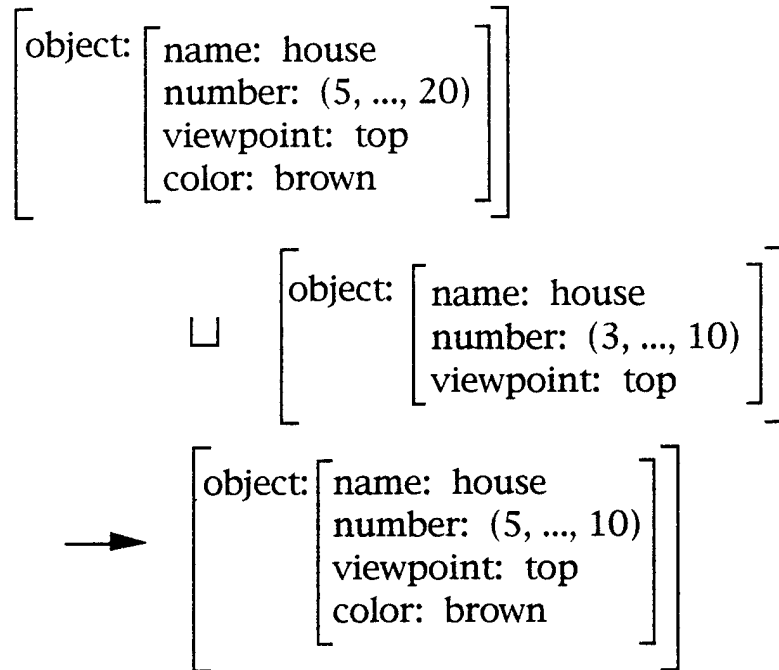 object: name: house
number: (5, ..., 20)
viewpoint: top
color: brown
⊔ object: name: house
number: (3, ..., 10)
viewpoint: top
object: name: house
number: (5, ..., 10)
viewpoint: top
color: brown